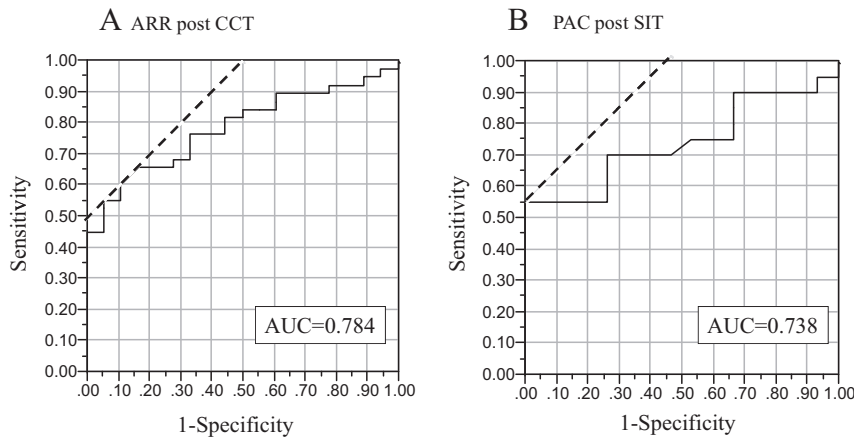 A ARR post CCT
Sensitivity
1.00
0.90
0.80
0.70
0.60
0.50
0.40
0.30
0.20
0.10
0.00
AUC=0.784
.00 .10 .20 .30 .40 .50 .60 .70 .80 .90 1.00
1-Specificity
B PAC post SIT
Sensitivity
1.00
0.90
0.80
0.70
0.60
0.50
0.40
0.30
0.20
0.10
0.00
AUC=0.738
.00 .10 .20 .30 .40 .50 .60 .70 .80 .90 1.00
1-Specificity